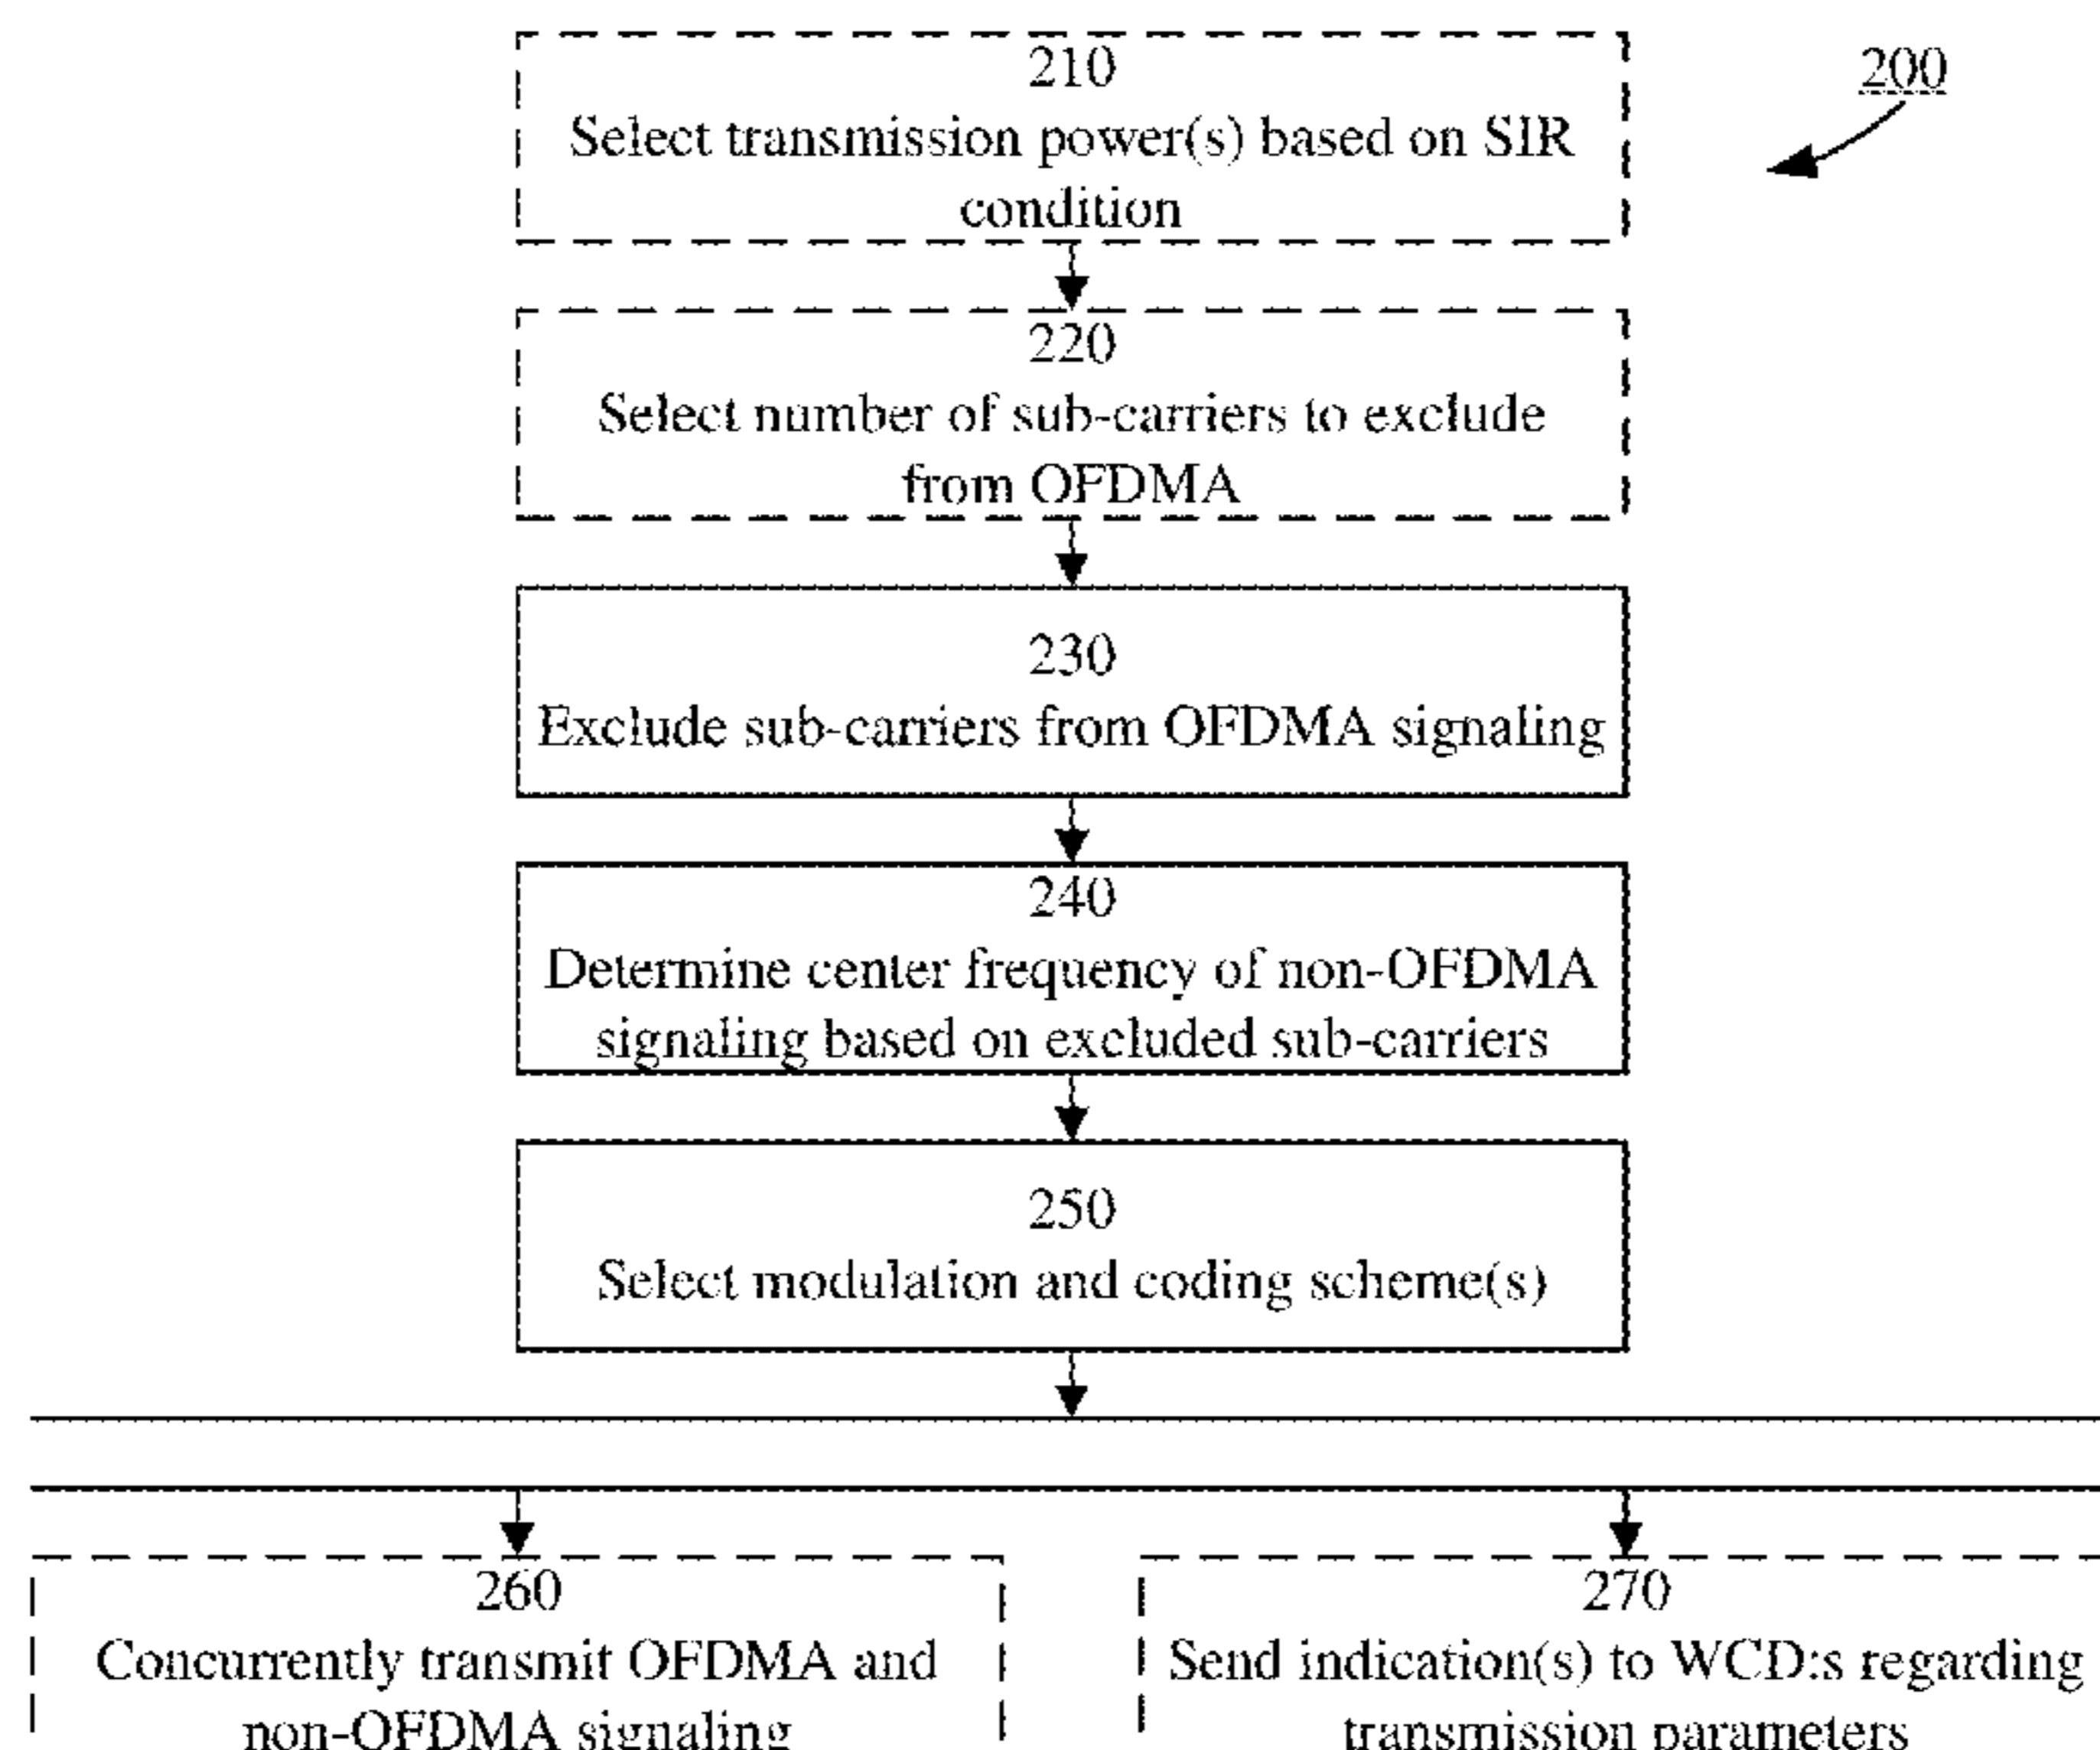 210
Select transmission power(s) based on SIR
condition
200
220
Select number of sub-carriers to exclude
from OFDMA
230
Exclude sub-carriers from OFDMA signaling
240
Determine center frequency of non-OFDMA
signaling based on excluded sub-carriers
250
Select modulation and coding scheme(s)
260
Concurrently transmit OFDMA and
non-OFDMA signaling
270
Send indication(s) to WCD:s regarding
transmission parameters